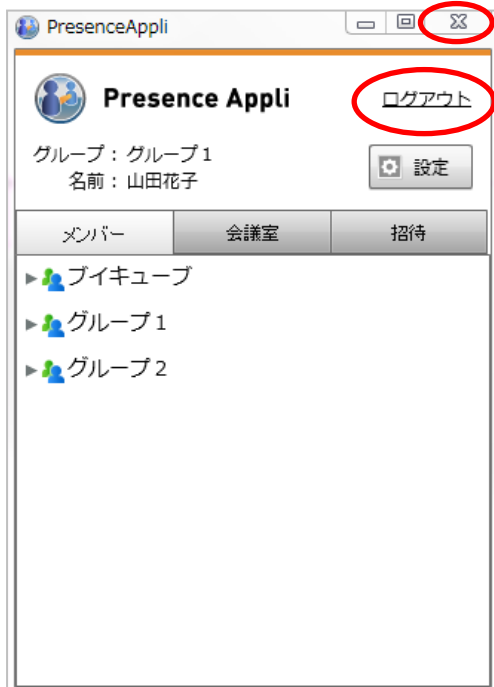 PresenceAppli
Presence Appli
ログアウト
グループ：グループ1
名前：山田花子
設定
メンバー 会議室 招待
ブイキューブ
グループ1
グループ2